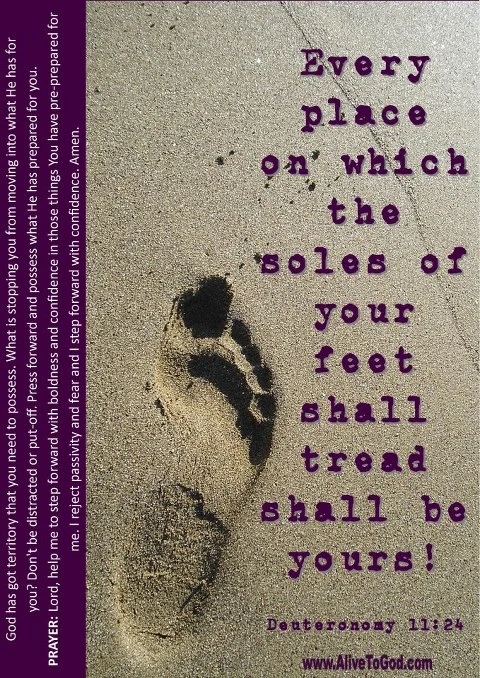 God has got territory that you need to possess. What is stopping you from moving into what He has for
you? Don't be distracted or put-off. Press forward and possess what He has prepared for you.
PRAYER: Lord, help me to step forward with boldness and confidence in those things You have pre-prepared for
me. I reject passivity and fear and I step forward with confidence. Amen.
Every
place
on which
the
soles of
your
feet
shall
tread
shall be
yours!
Deuteronomy 11:24
www.AliveToGod.com